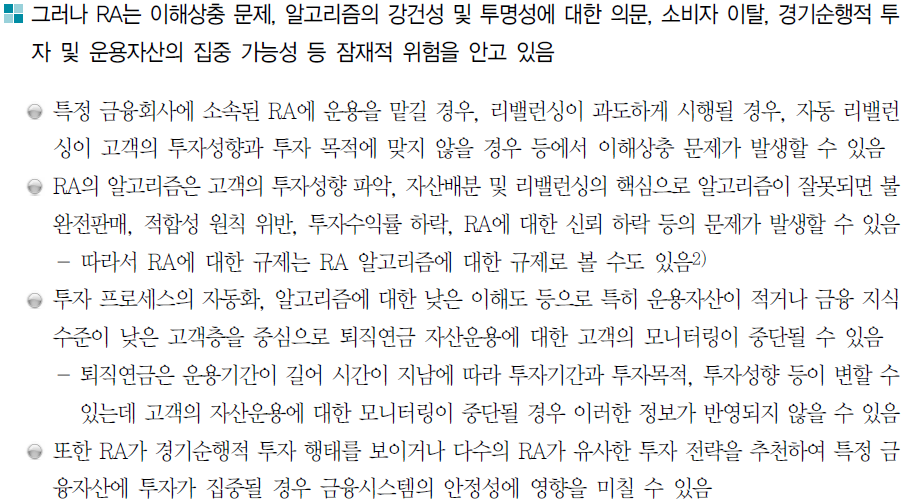 그러나 RA는 이해상충 문제, 알고리즘의 강건성 및 투명성에 대한 의문, 소비자 이탈, 경기순행적 투
자 및 운용자산의 집중 가능성 등 잠재적 위험을 안고 있음
특정 금융회사에 소속된 RA에 운용을 맡길 경우, 리밸런싱이 과도하게 시행될 경우, 자동 리밸런
싱이 고객의 투자성향과 투자 목적에 맞지 않을 경우 등에서 이해상충 문제가 발생할 수 있음
RA의 알고리즘은 고객의 투자성향 파악, 자산배분 및 리밸런싱의 핵심으로 알고리즘이 잘못되면 불
완전판매, 적합성 원칙 위반, 투자수익률 하락, RA에 대한 신뢰 하락 등의 문제가 발생할 수 있음
- 따라서 RA에 대한 규제는 RA 알고리즘에 대한 규제로 볼 수도 있음2)
투자 프로세스의 자동화, 알고리즘에 대한 낮은 이해도 등으로 특히 운용자산이 적거나 금융 지식
수준이 낮은 고객층을 중심으로 퇴직연금 자산운용에 대한 고객의 모니터링이 중단될 수 있음
- 퇴직연금은 운용기간이 길어 시간이 지남에 따라 투자기간과 투자목적, 투자성향 등이 변할 수
있는데 고객의 자산운용에 대한 모니터링이 중단될 경우 이러한 정보가 반영되지 않을 수 있음
또한 RA가 경기순행적 투자 행태를 보이거나 다수의 RA가 유사한 투자 전략을 추천하여 특정 금
융자산에 투자가 집중될 경우 금융시스템의 안정성에 영향을 미칠 수 있음